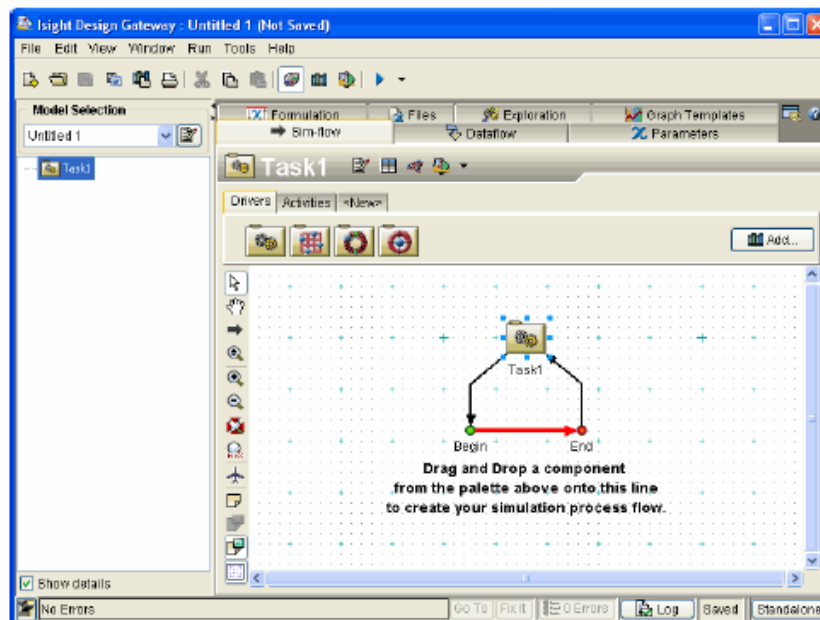 Isight Design Gateway : Untitled 1 (Not Saved)
File Edit View Window Run Tools Help
Model Selection
Untitled 1
Task1
Show details
Formulation Files Exploration Graph Templates
Sim-flow Dataflow Parameters
Task1
Drivers Activities <New>
Add...
Task1
Begin End
Drag and Drop a component
from the palette above onto this line
to create your simulation process flow.
No Errors Go To Fix It 0 Errors Log Saved Standalone